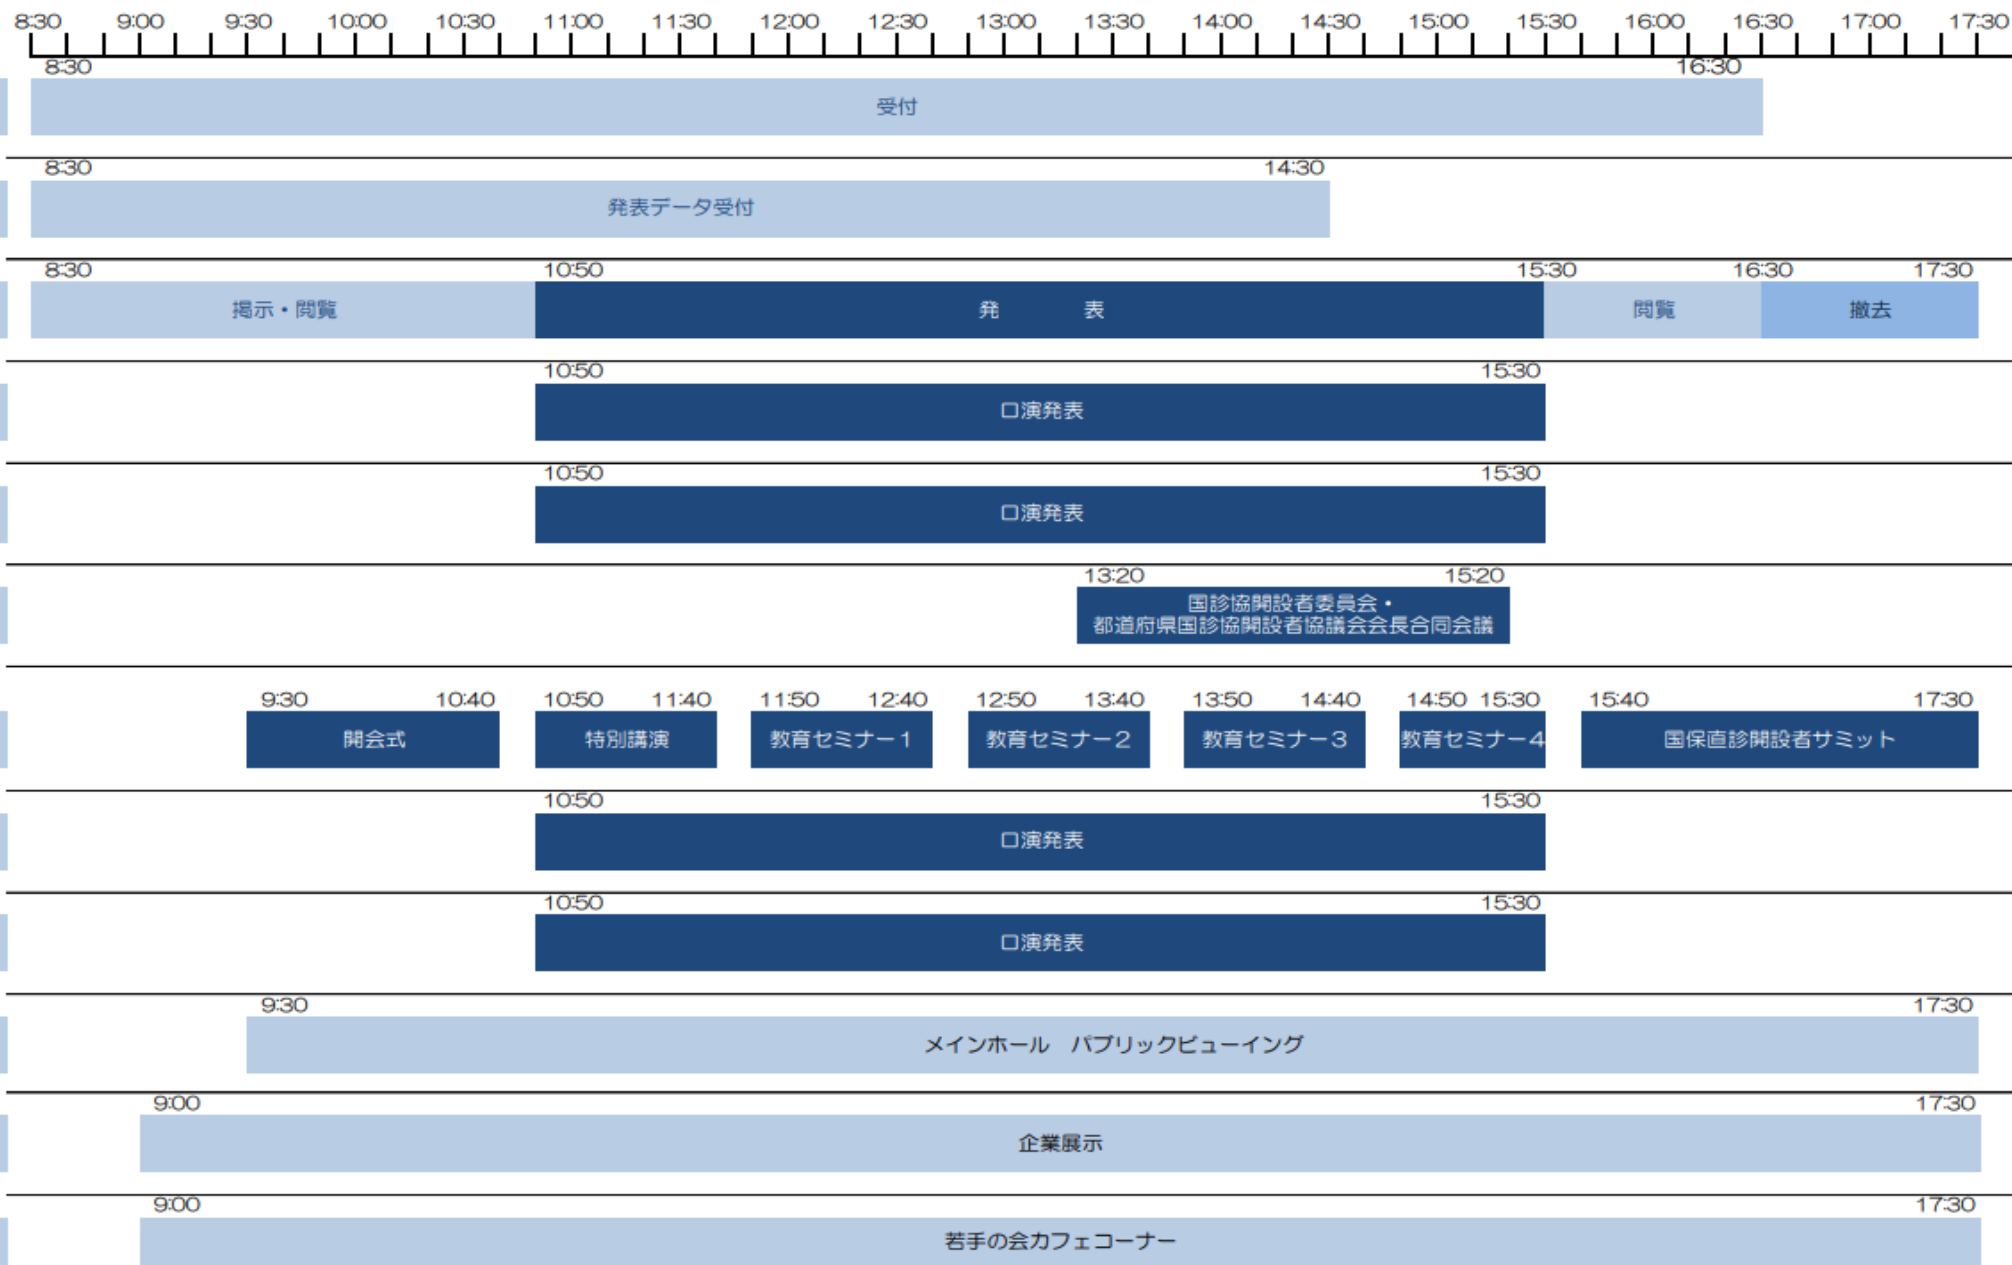 8:30 9:00 9:30 10:00 10:30 11:00 11:30 12:00 12:30 13:00 13:30 14:00 14:30 15:00 15:30 16:00 16:30 17:00 17:30
8:30 16:30
受付
8:30 14:30
発表データ受付
8:30 10:50 15:30 16:30 17:30
掲示・閲覧 発 表 閲覧 撤去
10:50 15:30
口演発表
10:50 15:30
口演発表
13:20 15:20
国診協開設者委員会・
都道府県国診協開設者協議会会長合同会議
9:30 10:40 10:50 11:40 11:50 12:40 12:50 13:40 13:50 14:40 14:50 15:30 15:40 17:30
開会式 特別講演 教育セミナー1 教育セミナー2 教育セミナー3 教育セミナー4 国保直診開設者サミット
10:50 15:30
口演発表
10:50 15:30
口演発表
9:30 17:30
メインホール　パブリックビューイング
9:00 17:30
企業展示
9:00 17:30
若手の会カフェコーナー